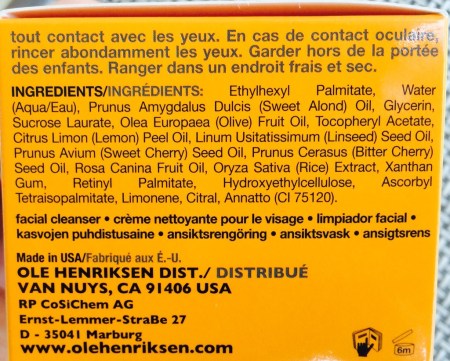 tout contact avec les yeux. En cas de contact oculaire,
rincer abondamment les yeux. Garder hors de la portée
des enfants. Ranger dans un endroit frais et sec.
INGREDIENTS/INGRÉDIENTS: Ethylhexyl Palmitate, Water
(Aqua/Eau), Prunus Amygdalus Dulcis (Sweet Alond) Oil, Glycerin,
Sucrose Laurate, Olea Europaea (Olive) Fruit Oil, Tocopheryl Acetate,
Citrus Limon (Lemon) Peel Oil, Linum Usitatissimum (Linseed) Seed Oil,
Prunus Avium (Sweet Cherry) Seed Oil, Prunus Cerasus (Bitter Cherry)
Seed Oil, Rosa Canina Fruit Oil, Oryza Sativa (Rice) Extract, Xanthan
Gum, Retinyl Palmitate, Hydroxyethylcellulose, Ascorbyl
Tetraisopalmitate, Limonene, Citral, Annatto (CI 75120).
facial cleanser • crème nettoyante pour le visage • limpiador facial •
kasvojen puhdistusaine • ansiktsrengöring • ansiktsvask • ansigtsrens
Made in USA/Fabriqué aux É.-U.
OLE HENRIKSEN DIST./ DISTRIBUÉ
VAN NUYS, CA 91406 USA
RP CoSiChem AG
Ernst-Lemmer-StraBe 27
D - 35041 Marburg
www.olehenriksen.com
6m